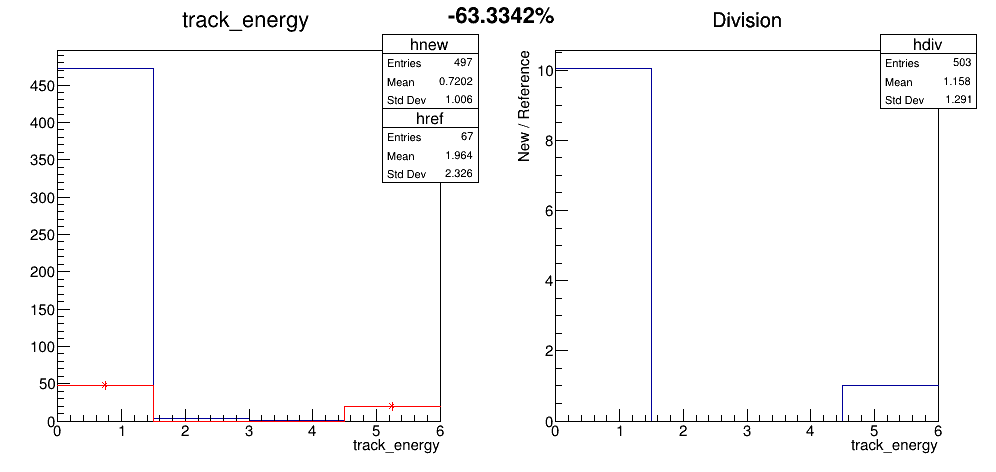 -63.3342%
track_energy
hnew
Entries 497
Mean 0.7202
Std Dev 1.006
href
Entries 67
Mean 1.964
Std Dev 2.326
450
400
350
300
250
200
150
100
50
0
0 1 2 3 4 5 6
track_energy
Division
hdiv
Entries 503
Mean 1.158
Std Dev 1.291
New / Reference
10
8
6
4
2
0
0 1 2 3 4 5 6
track_energy